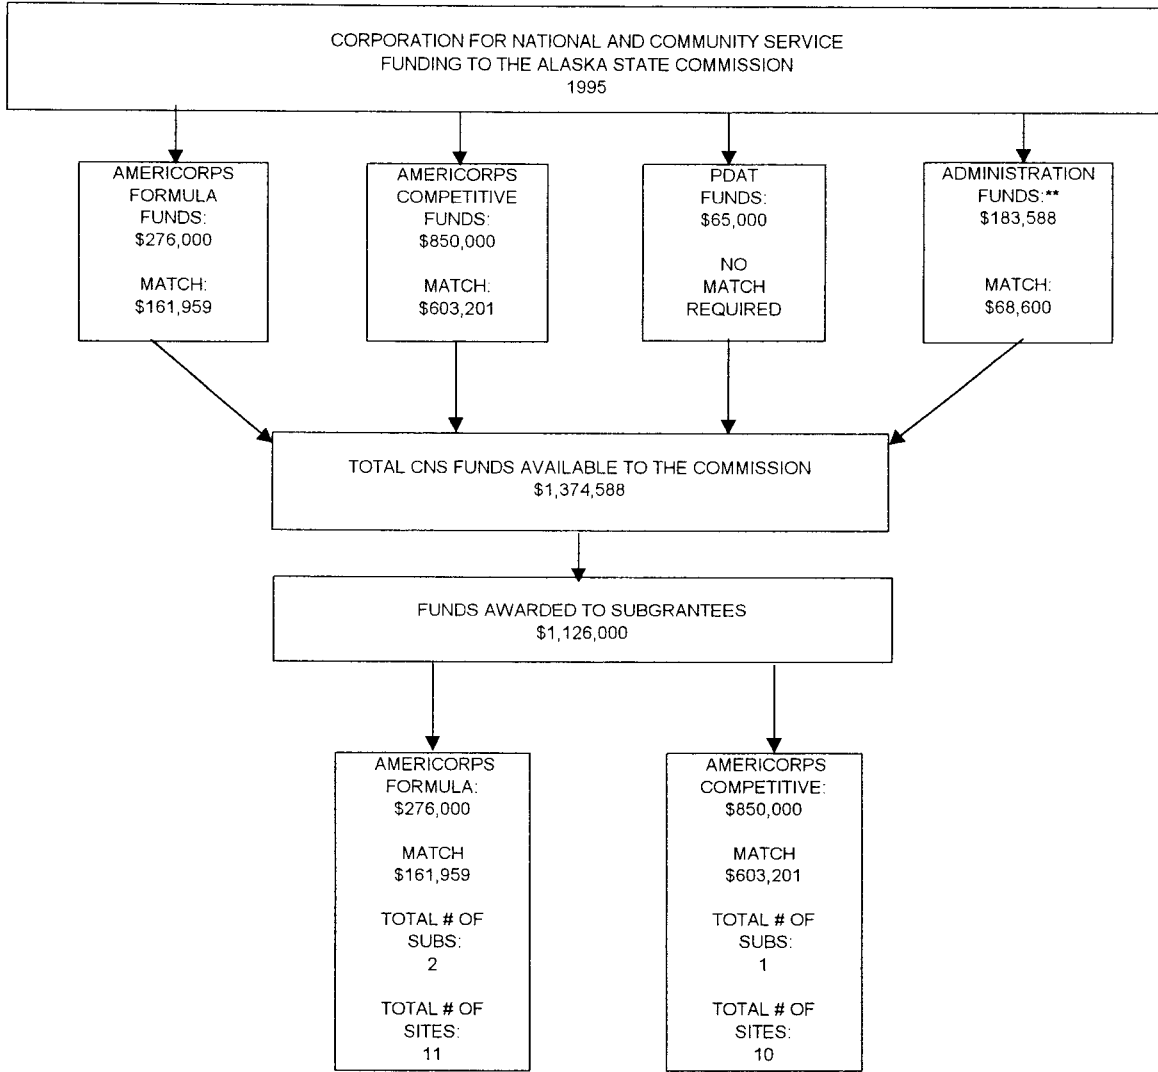 CORPORATION FOR NATIONAL AND COMMUNITY SERVICE
FUNDING TO THE ALASKA STATE COMMISSION
1995
AMERICORPS
FORMULA
FUNDS:
$276,000
MATCH:
$161,959
AMERICORPS
COMPETITIVE
FUNDS:
$850,000
MATCH:
$603,201
PDAT
FUNDS:
$65,000
NO
MATCH
REQUIRED
ADMINISTRATION
FUNDS:**
$183,588
MATCH:
$68,600
TOTAL CNS FUNDS AVAILABLE TO THE COMMISSION
$1,374,588
FUNDS AWARDED TO SUBGRANTEES
$1,126,000
AMERICORPS
FORMULA:
$276,000
MATCH
$161,959
TOTAL # OF
SUBS:
2
TOTAL # OF
SITES:
11
AMERICORPS
COMPETITIVE:
$850,000
MATCH
$603,201
TOTAL # OF
SUBS:
1
TOTAL # OF
SITES:
10